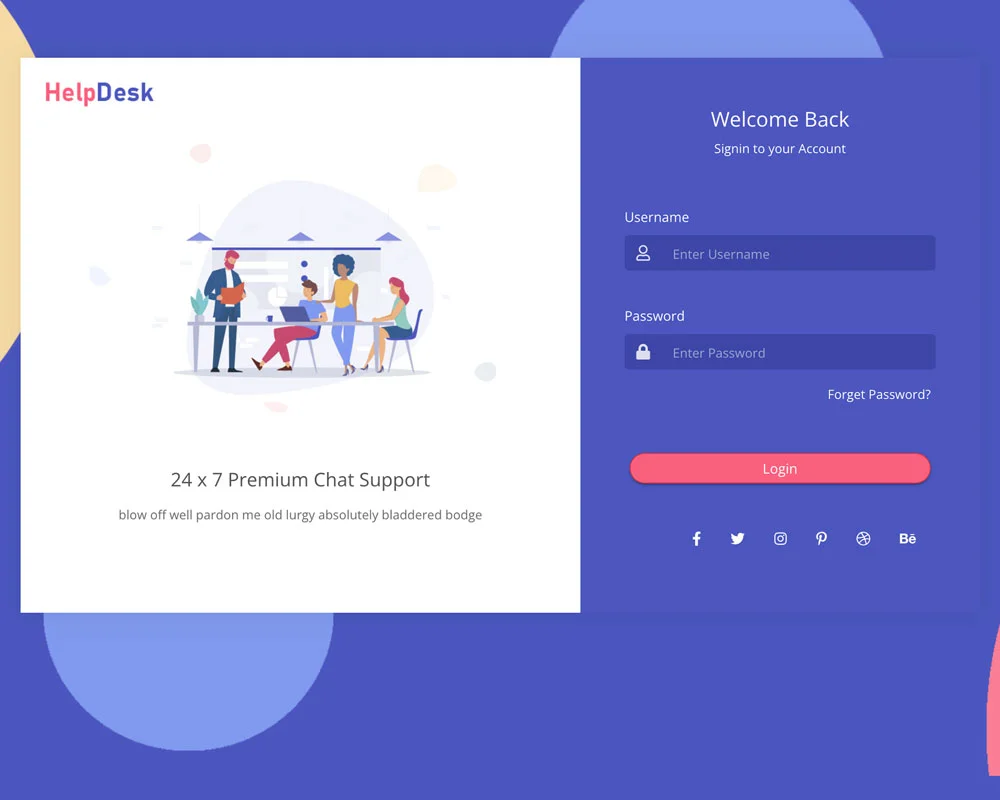 HelpDesk
24 x 7 Premium Chat Support
blow off well pardon me old lurgy absolutely bladdered bodge
Welcome Back
Signin to your Account
Username
Enter Username
Password
Enter Password
Forget Password?
Login
Bē